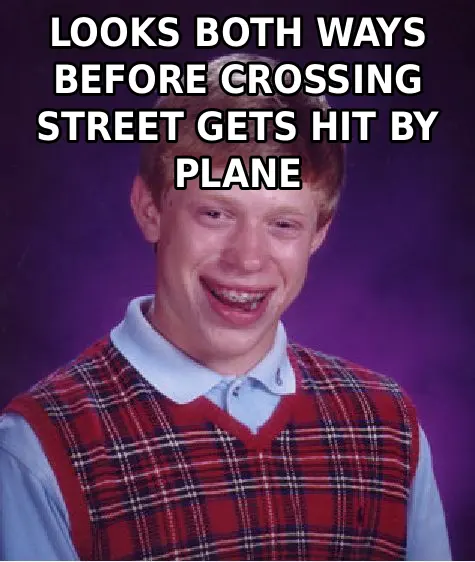 LOOKS BOTH WAYS
BEFORE CROSSING
STREET GETS HIT BY
PLANE